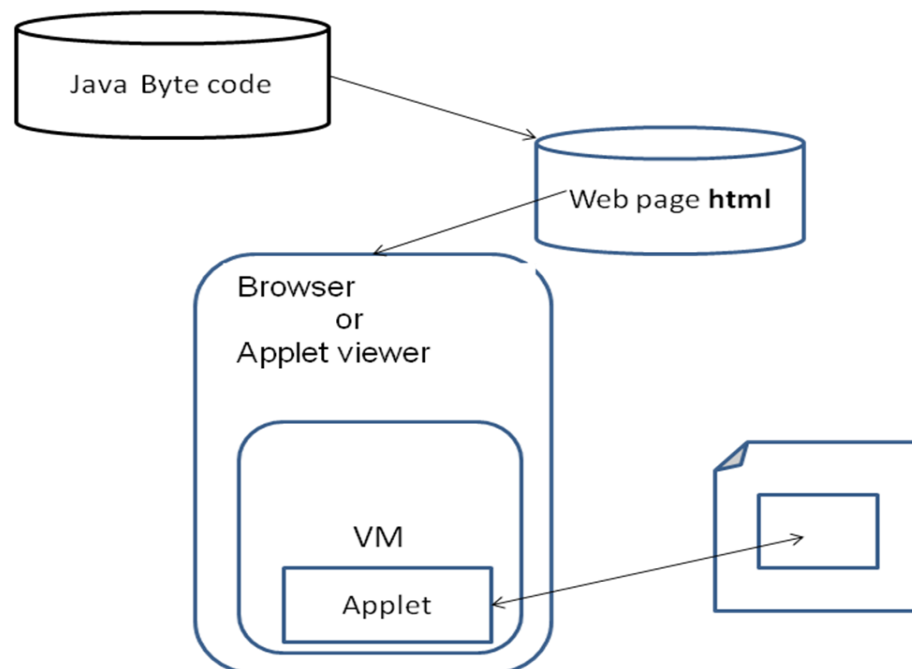 Java Byte code
Web page html
Browser
or
Applet viewer
VM
Applet